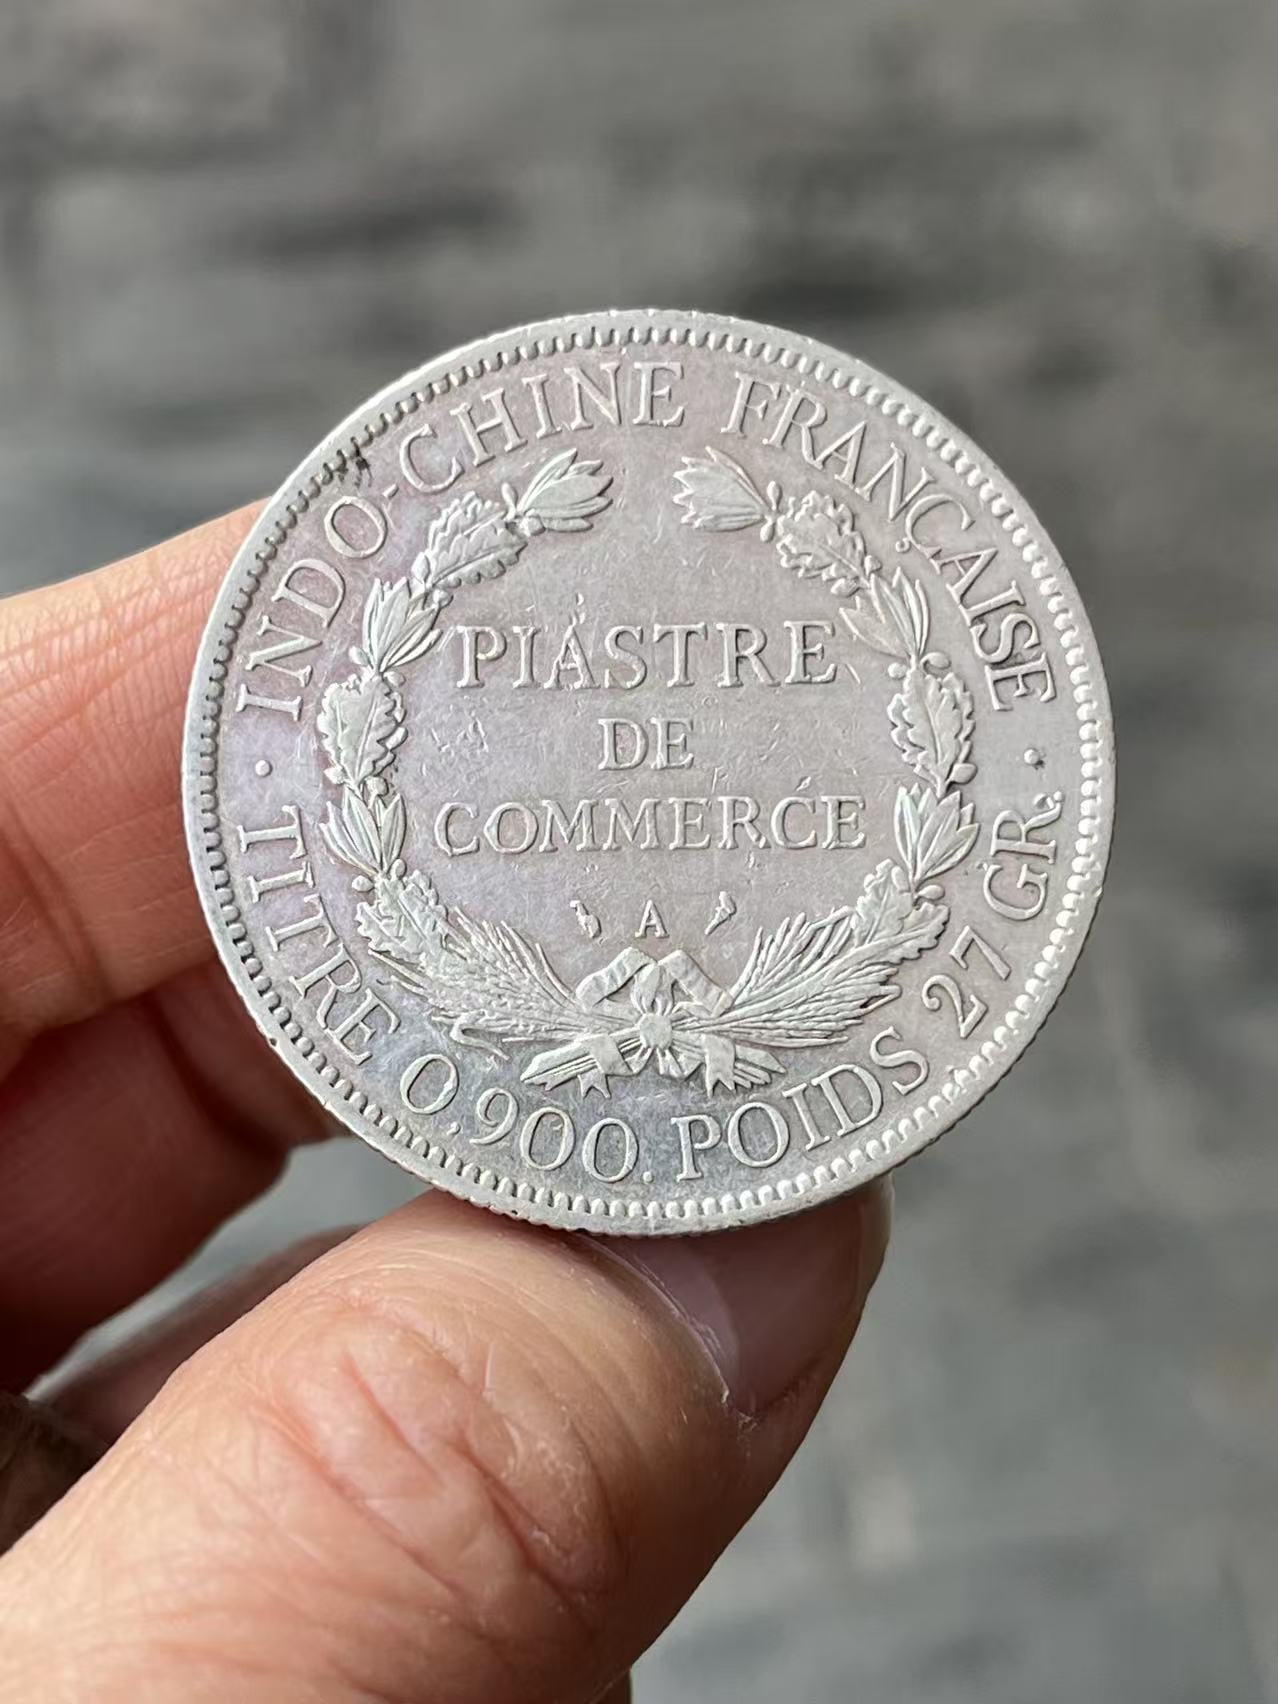 INDO-CHINE FRANÇAISE
PIASTRE
DE
COMMERCE
A
· TITRE 0,900. POIDS 27 GR. ·